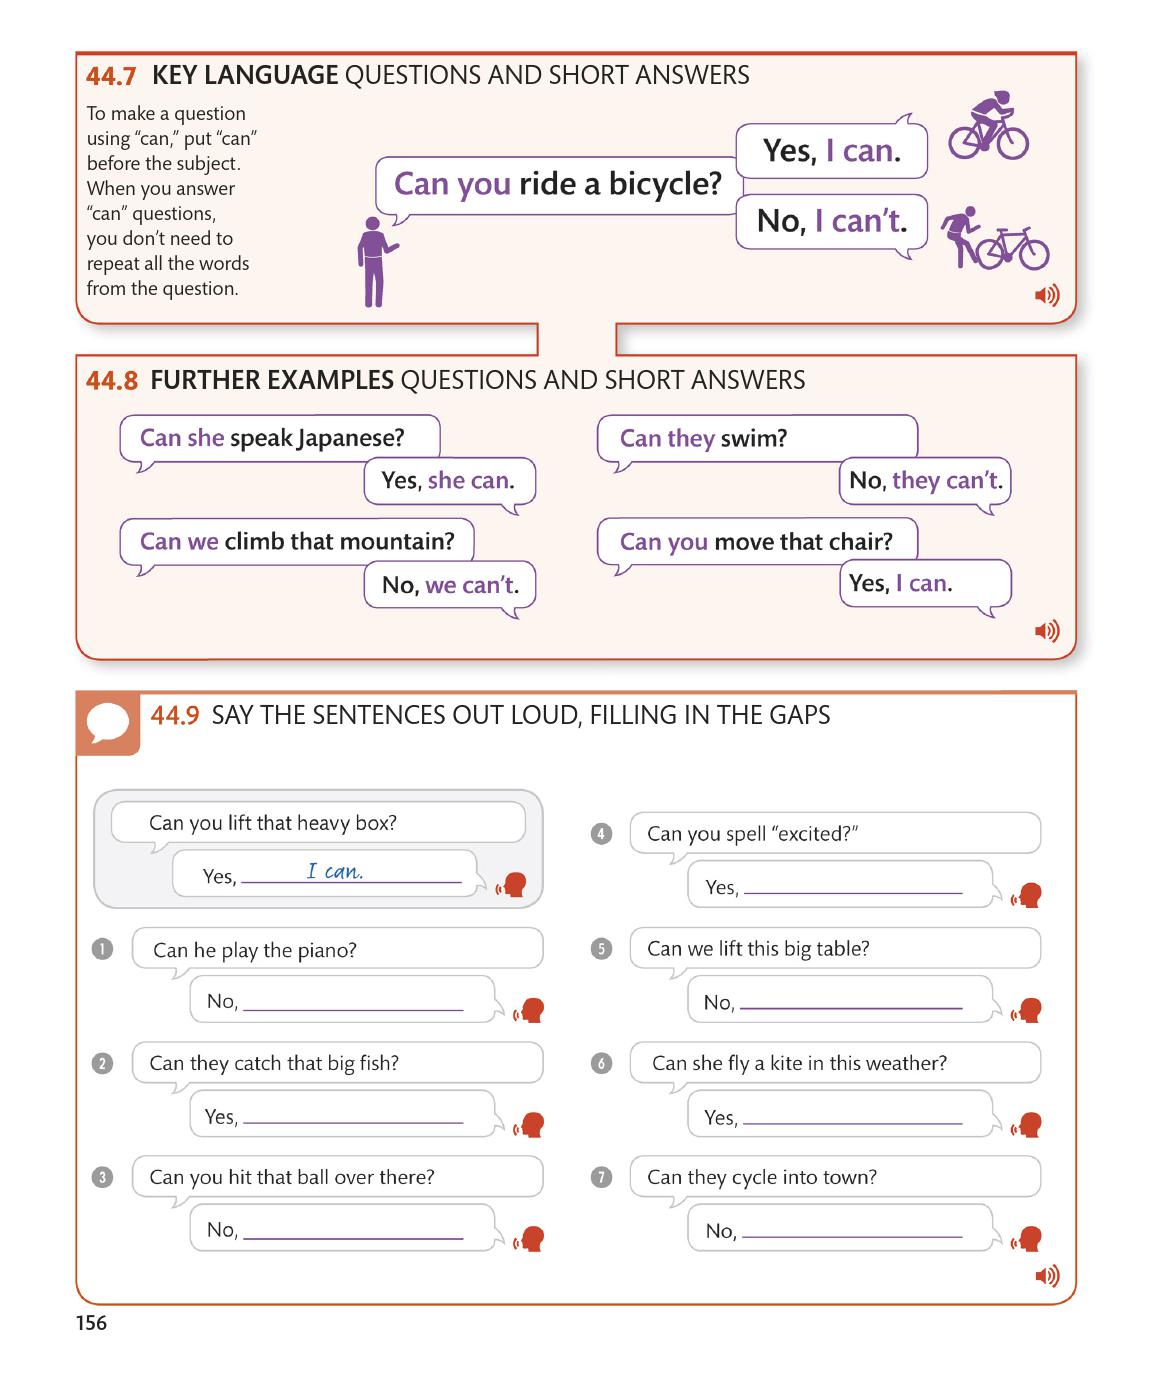 44.7 KEY LANGUAGE QUESTIONS AND SHORT ANSWERS
To make a question
using “can,” put “can”
before the subject.
When you answer
“can” questions,
you don’t need to
repeat all the words
from the question.
Can you ride a bicycle?
Yes, I can.
No, I can’t.
44.8 FURTHER EXAMPLES QUESTIONS AND SHORT ANSWERS
Can she speak Japanese?
Yes, she can.
Can we climb that mountain?
No, we can’t.
Can they swim?
No, they can’t.
Can you move that chair?
Yes, I can.
44.9 SAY THE SENTENCES OUT LOUD, FILLING IN THE GAPS
Can you lift that heavy box?
Yes, I can.
1 Can he play the piano?
No,
2 Can they catch that big fish?
Yes,
3 Can you hit that ball over there?
No,
4 Can you spell “excited?”
Yes,
5 Can we lift this big table?
No,
6 Can she fly a kite in this weather?
Yes,
7 Can they cycle into town?
No,
156